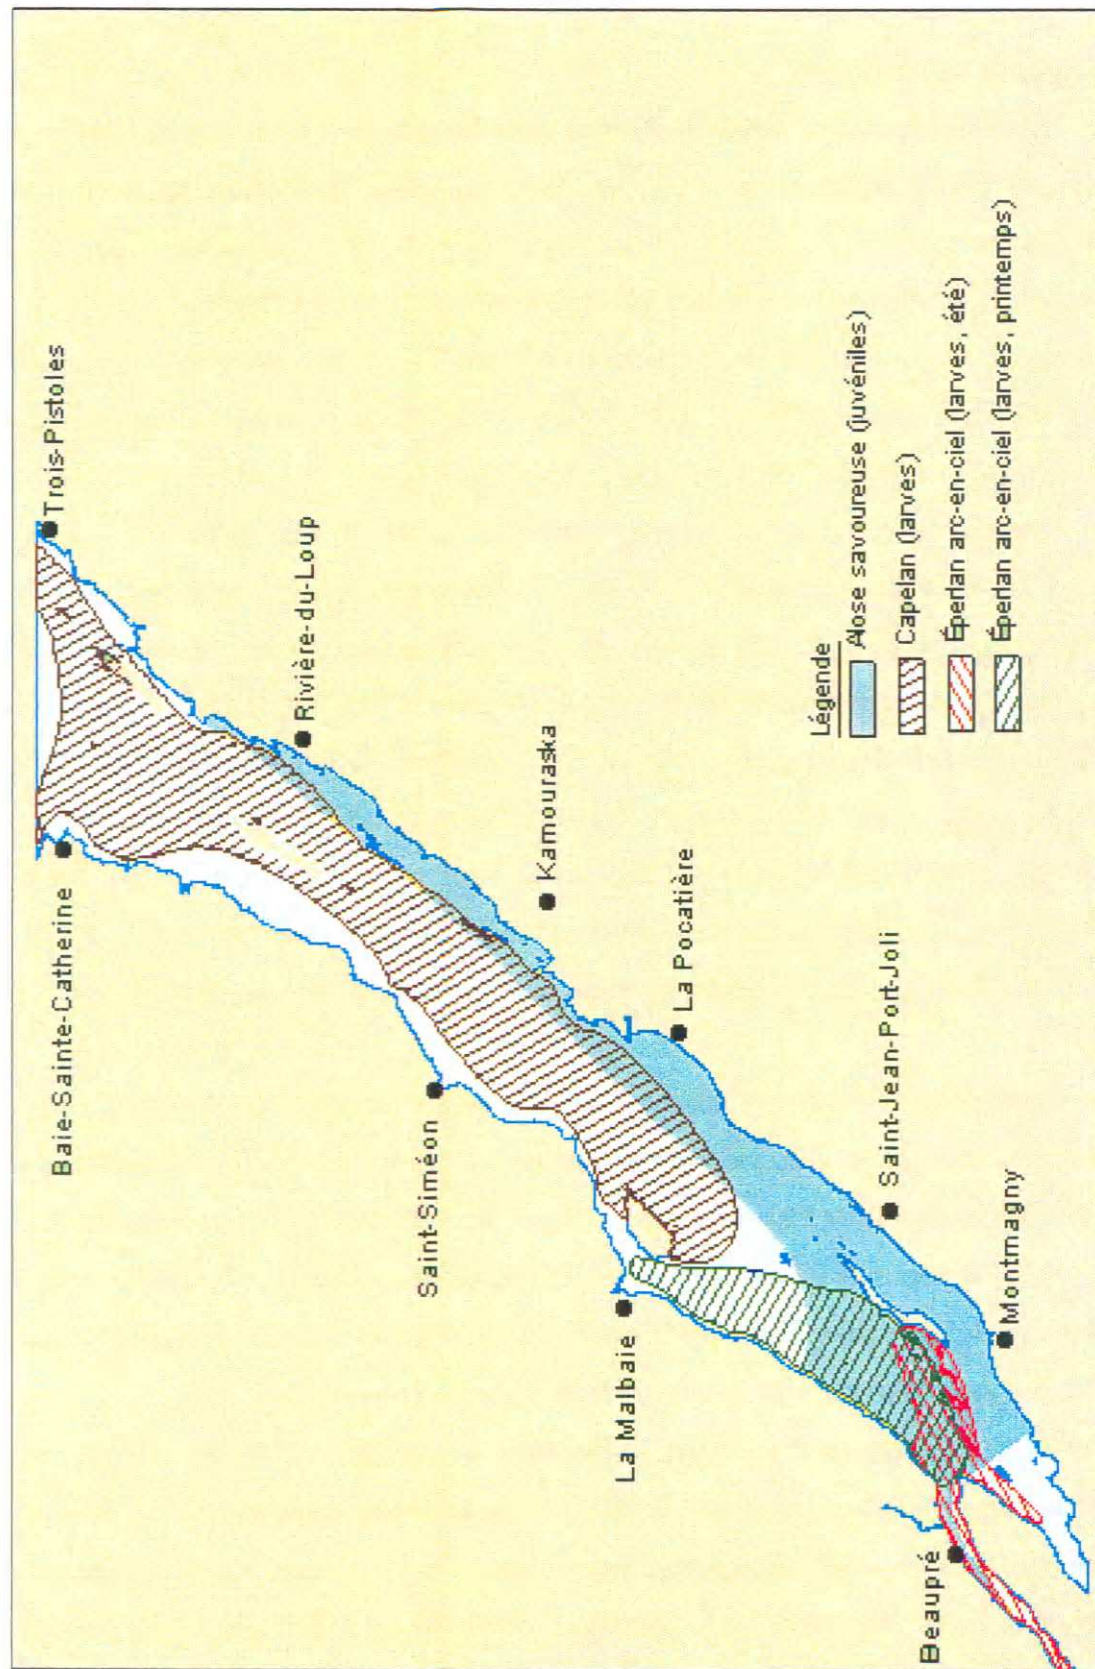 Trois-Pistoles
Baie-Sainte-Catherine
Rivière-du-Loup
Saint-Siméon
Kamouraska
La Malbaie
La Pocatière
Saint-Jean-Port-Joli
Montmagny
Beaupré
Légende
Alose savoureuse (juvéniles)
Capelan (larves)
Éperlan arc-en-ciel (larves, été)
Éperlan arc-en-ciel (larves, printemps)